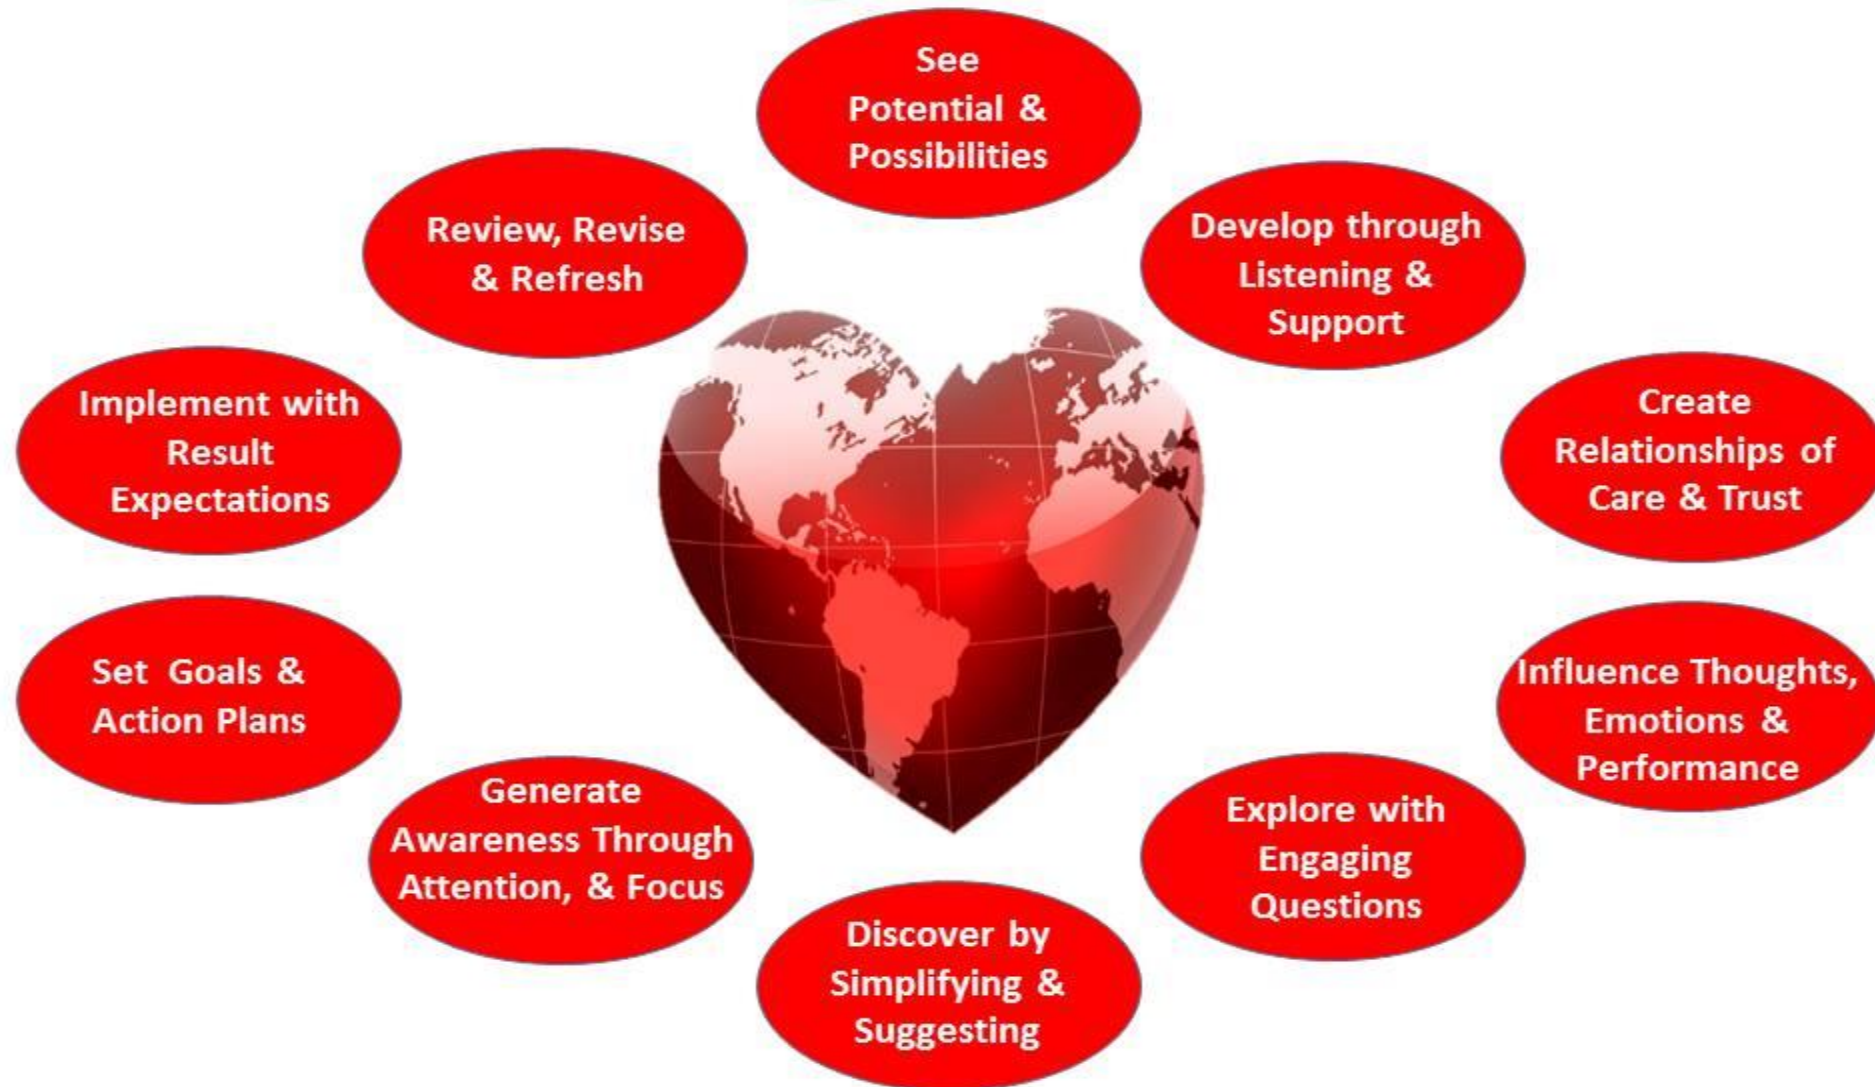 See
Potential &
Possibilities
Develop through
Listening &
Support
Create
Relationships of
Care & Trust
Influence Thoughts,
Emotions &
Performance
Explore with
Engaging
Questions
Discover by
Simplifying &
Suggesting
Generate
Awareness Through
Attention, & Focus
Set Goals &
Action Plans
Implement with
Result
Expectations
Review, Revise
& Refresh